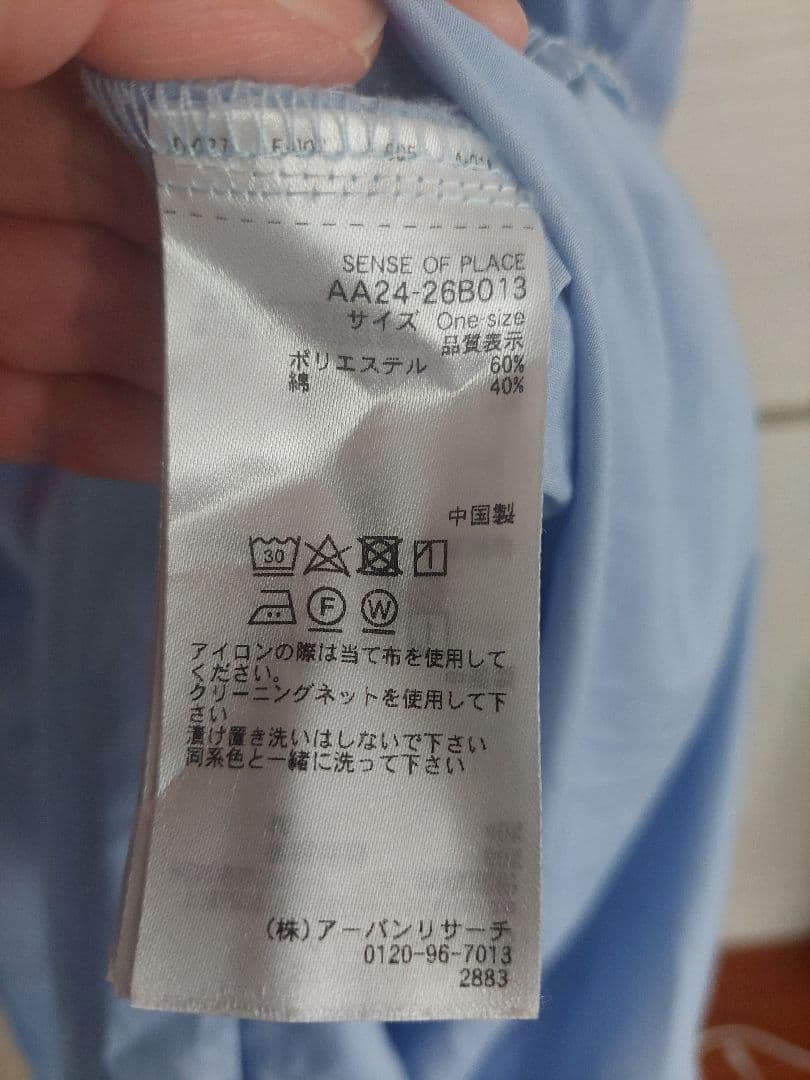 SENSE OF PLACE
AA24-26B013
サイズ One size
品質表示
ポリエステル 60%
綿 40%
中国製
30
F W
アイロンの際は当て布を使用して
ください。
クリーニングネットを使用して下
さい
漬け置き洗いはしないで下さい
同系色と一緒に洗って下さい
(株)アーバンリサーチ
0120-96-7013
2883